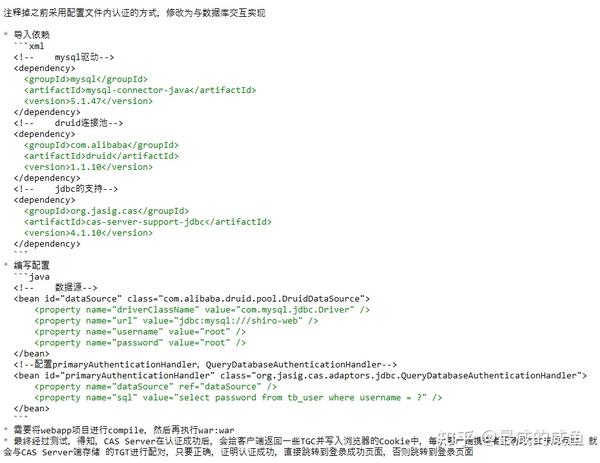 注释掉之前采用配置文件内认证的方式，修改为与数据库交互实现
* 导入依赖
```xml
<!--    mysql驱动-->
<dependency>
<groupId>mysql</groupId>
<artifactId>mysql-connector-java</artifactId>
<version>5.1.47</version>
</dependency>
<!--    druid连接池-->
<dependency>
<groupId>com.alibaba</groupId>
<artifactId>druid</artifactId>
<version>1.1.10</version>
</dependency>
<!--    jdbc的支持-->
<dependency>
<groupId>org.jasig.cas</groupId>
<artifactId>cas-server-support-jdbc</artifactId>
<version>4.1.10</version>
</dependency>
```
* 编写配置
```java
<!--    数据源-->
<bean id="dataSource" class="com.alibaba.druid.pool.DruidDataSource">
<property name="driverClassName" value="com.mysql.jdbc.Driver" />
<property name="url" value="jdbc:mysql:///shiro-web" />
<property name="username" value="root" />
<property name="password" value="root" />
</bean>
<!--配置primaryAuthenticationHandler，QueryDatabaseAuthenticationHandler-->
<bean id="primaryAuthenticationHandler" class="org.jasig.cas.adaptors.jdbc.QueryDatabaseAuthenticationHandler">
<property name="dataSource" ref="dataSource" />
<property name="sql" value="select password from tb_user where username = ?" />
</bean>
```
* 需要将webapp项目进行compile，然后再执行war:war
* 最终经过测试，得知，CAS Server在认证成功后，会给客户端返回一些TGC并写入浏览器的Cookie中，每次
会与CAS Server端存储 的TGT进行配对，只要正确，证明认证成功，直接跳转到登录成功页面，否则跳转到登录页面
知乎